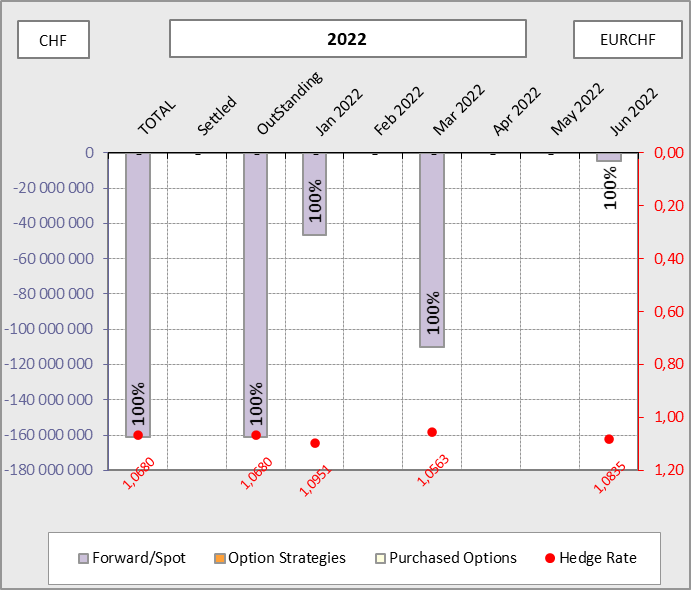 CHF
2022
EURCHF
TOTAL
Settled
OutStanding
Jan 2022
Feb 2022
Mar 2022
Apr 2022
May 2022
Jun 2022
0
-20 000 000
-40 000 000
-60 000 000
-80 000 000
-100 000 000
-120 000 000
-140 000 000
-160 000 000
-180 000 000
0,00
0,20
0,40
0,60
0,80
1,00
1,20
100%
100%
100%
100%
100%
1,0680
1,0680
1,0951
1,0563
1,0835
Forward/Spot
Option Strategies
Purchased Options
Hedge Rate